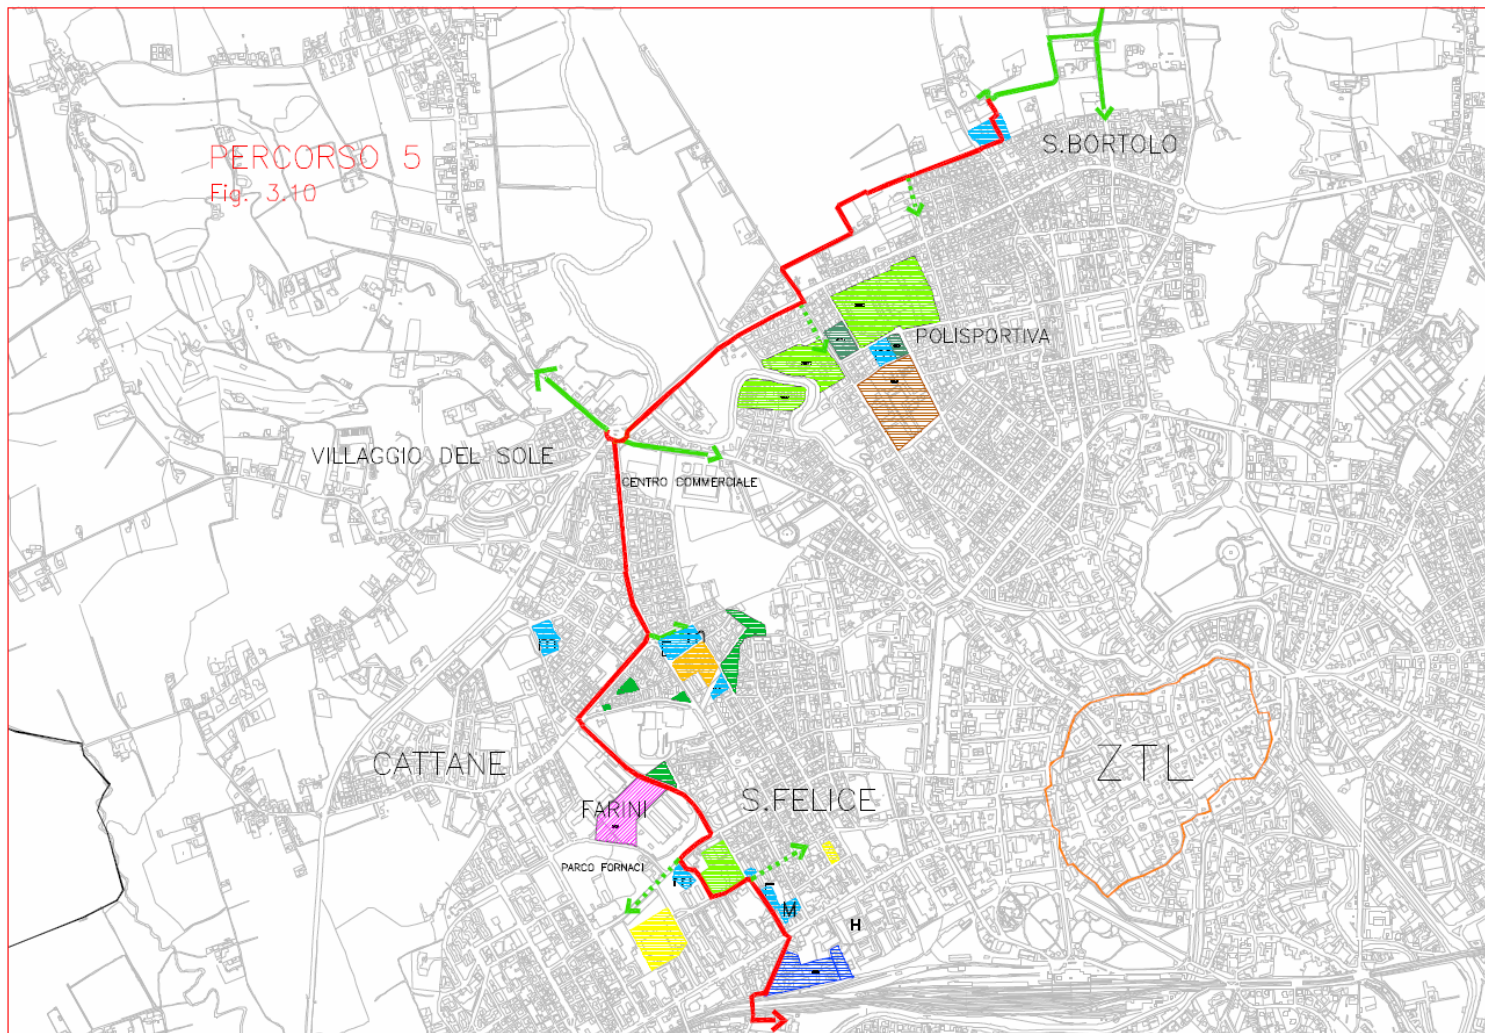 S.BORTOLO
PERCORSO 5
Fig. 3.10
POLISPORTIVA
VILLAGGIO DEL SOLE
CENTRO COMMERCIALE
CATTANE
ZTL
S.FELICE
FARINI
PARCO FORNACI
M
H